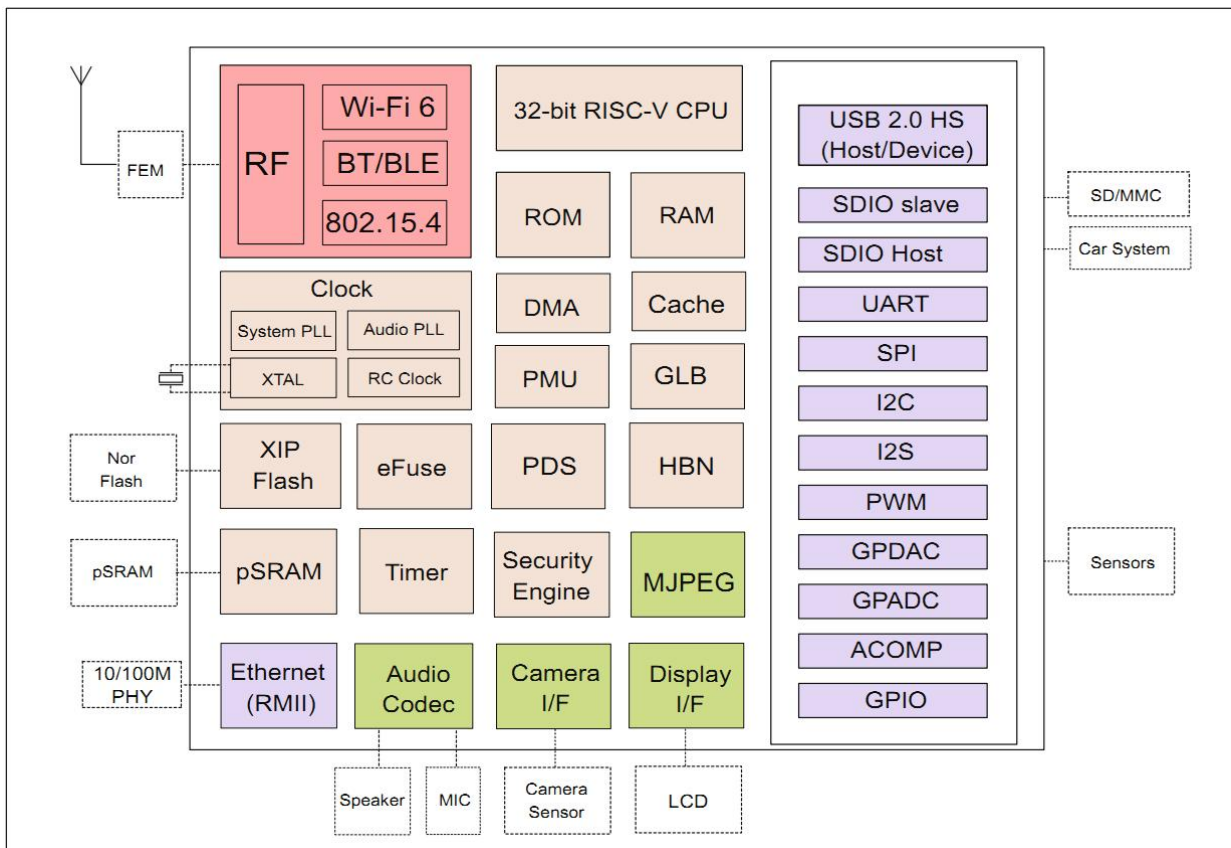 Wi-Fi 6
RF
BT/BLE
802.15.4
FEM
32-bit RISC-V CPU
ROM
RAM
USB 2.0 HS
(Host/Device)
SDIO slave
SDIO Host
UART
SPI
I2C
I2S
PWM
GPDAC
GPADC
ACOMP
GPIO
SD/MMC
Car System
Sensors
Clock
System PLL
Audio PLL
XTAL
RC Clock
DMA
Cache
PMU
GLB
Nor
Flash
XIP
Flash
eFuse
PDS
HBN
pSRAM
pSRAM
Timer
Security
Engine
MJPEG
10/100M
PHY
Ethernet
(RMII)
Audio
Codec
Camera
I/F
Display
I/F
Speaker
MIC
Camera
Sensor
LCD